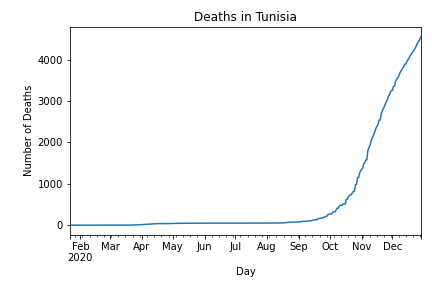 Deaths in Tunisia
Number of Deaths
4000
3000
2000
1000
0
Feb Mar Apr May Jun Jul Aug Sep Oct Nov Dec
2020
Day